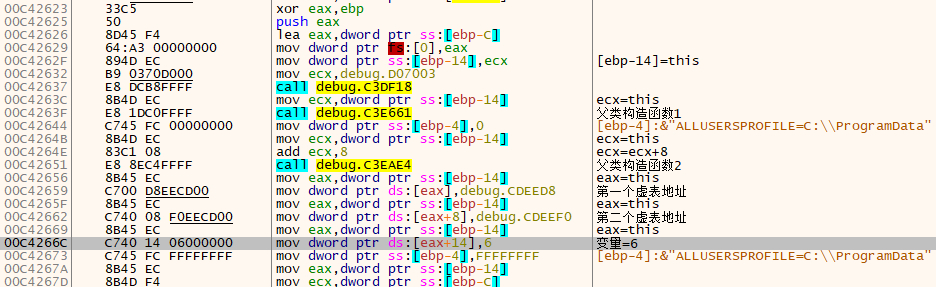 00C42623 33C5 xor eax,ebp
00C42625 50 push eax
00C42626 8D45 F4 lea eax,dword ptr ss:[ebp-C]
00C42629 64:A3 00000000 mov dword ptr fs:[0],eax
00C4262F 894D EC mov dword ptr ss:[ebp-14],ecx [ebp-14]=this
00C42632 B9 0370D000 mov ecx,debug.D07003
00C42637 E8 DCB8FFFF call debug.C3DF18
00C4263C 8B4D EC mov ecx,dword ptr ss:[ebp-14] ecx=this
00C4263F E8 1DC0FFFF call debug.C3E661 父类构造函数1
00C42644 C745 FC 00000000 mov dword ptr ss:[ebp-4],0 [ebp-4]:&"ALLUSERSPROFILE=C:\\ProgramData"
00C4264B 8B4D EC mov ecx,dword ptr ss:[ebp-14] ecx=this
00C4264E 83C1 08 add ecx,8 ecx=ecx+8
00C42651 E8 8EC4FFFF call debug.C3EAE4 父类构造函数2
00C42656 8B45 EC mov eax,dword ptr ss:[ebp-14] eax=this
00C42659 C700 D8EECD00 mov dword ptr ds:[eax],debug.CDEED8 第一个虚表地址
00C4265F 8B45 EC mov eax,dword ptr ss:[ebp-14] eax=this
00C42662 C740 08 F0EECD00 mov dword ptr ds:[eax+8],debug.CDEEF0 第二个虚表地址
00C42669 8B45 EC mov eax,dword ptr ss:[ebp-14] eax=this
00C4266C C740 14 06000000 mov dword ptr ds:[eax+14],6 变量=6
00C42673 C745 FC FFFFFFFF mov dword ptr ss:[ebp-4],FFFFFFFF [ebp-4]:&"ALLUSERSPROFILE=C:\\ProgramData"
00C4267A 8B45 EC mov eax,dword ptr ss:[ebp-14]
00C4267D 8B4D F4 mov ecx,dword ptr ss:[ebp-C]